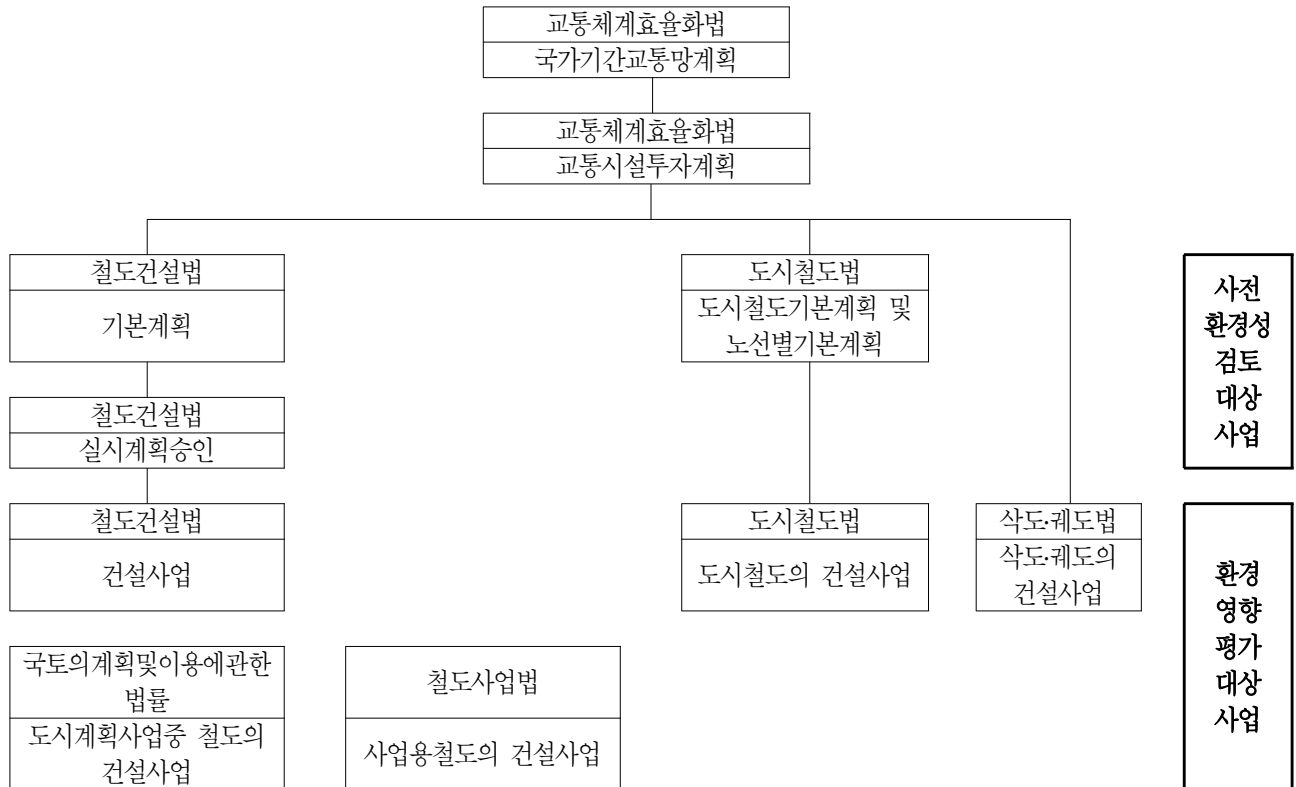 교통체계효율화법
국가기간교통망계획
교통체계효율화법
교통시설투자계획
철도건설법
기본계획
도시철도법
도시철도기본계획 및
노선별기본계획
사전
환경성
검토
대상
사업
철도건설법
실시계획승인
철도건설법
건설사업
도시철도법
도시철도의 건설사업
삭도·궤도법
삭도·궤도의
건설사업
환경
영향
평가
대상
사업
국토의계획및이용에관한
법률
도시계획사업중 철도의
건설사업
철도사업법
사업용철도의 건설사업